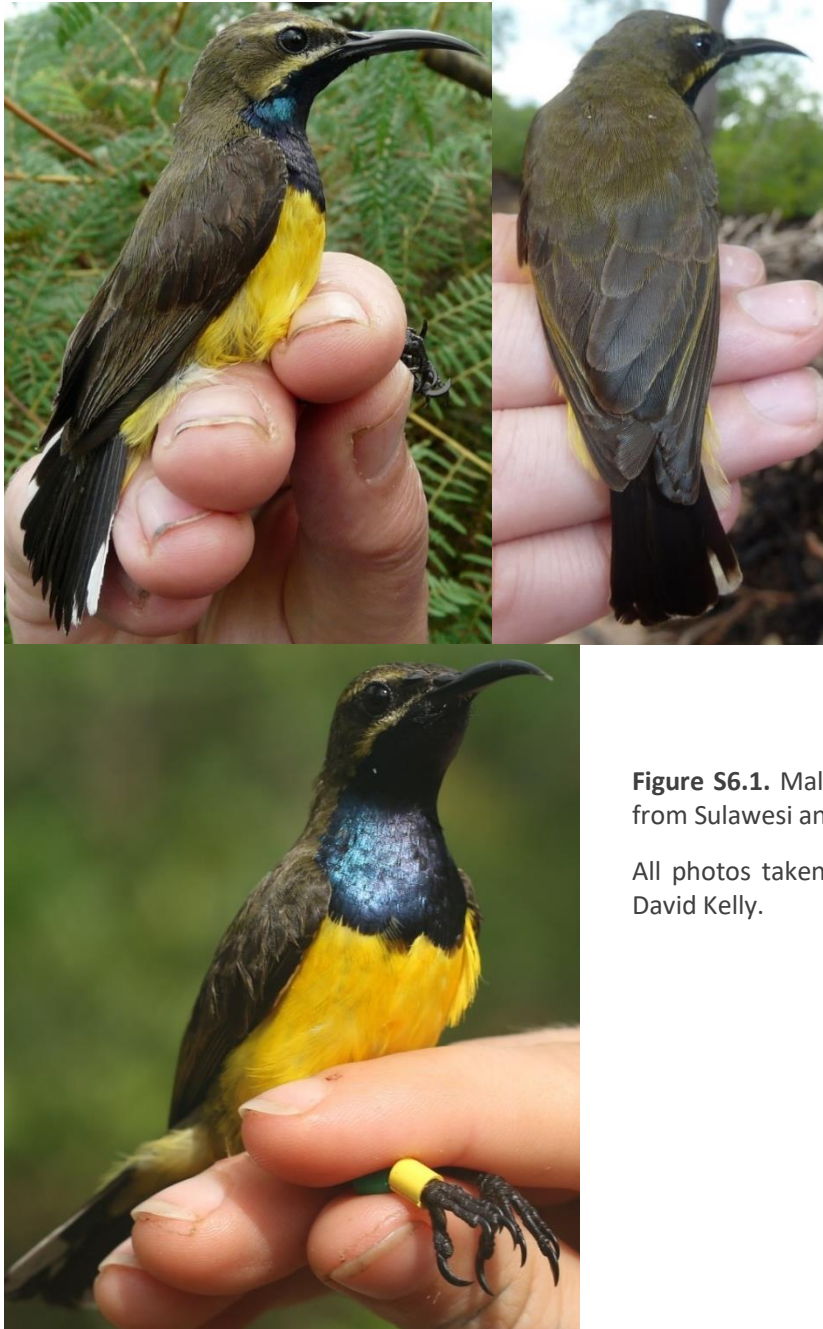 Figure S6.1. Mal
from Sulawesi an
All photos taken
David Kelly.